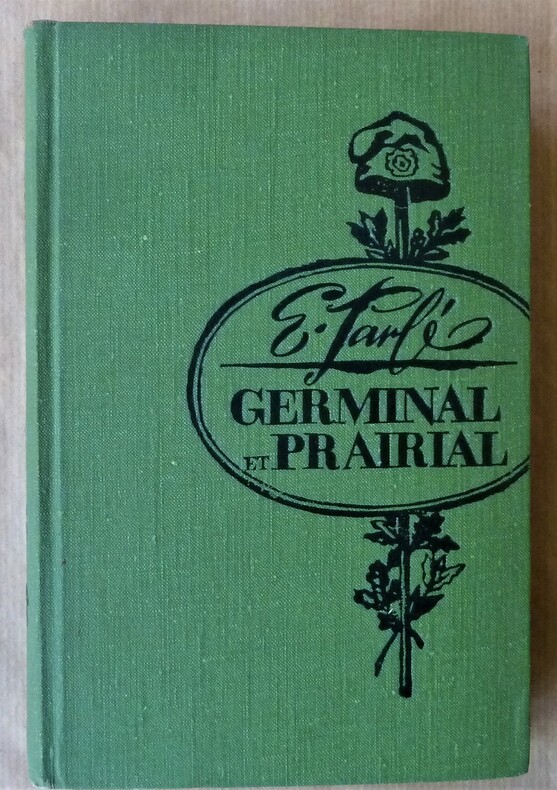 E. Tarlé
GERMINAL
ET PRAIRIAL